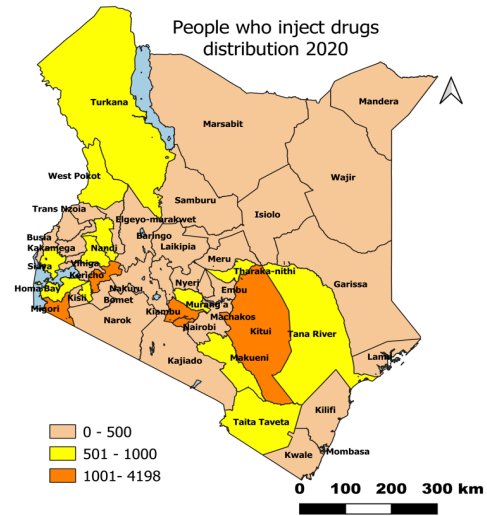 People who inject drugs
distribution 2020
Mandera
Turkana
Marsabit
Wajir
West Pokot
Samburu
Trans Nzoia
Isiolo
Elgeyo-marakwet
Busia
Baringo
Kakamega
Nandi
Laikipia
Meru
Siaya
Vihiga
Tharaka-nithi
Kericho
Garissa
Nyeri
Embu
Homa Bay
Nakuru
Kisii
Bomet
Murang'a
Migori
Kiambu
Machakos
Narok
Nairobi
Kitui
Tana River
Kajiado
Makueni
Lamu
Kilifi
Taita Taveta
Kwale
Mombasa
0 - 500
501 - 1000
1001- 4198
0 100 200 300 km